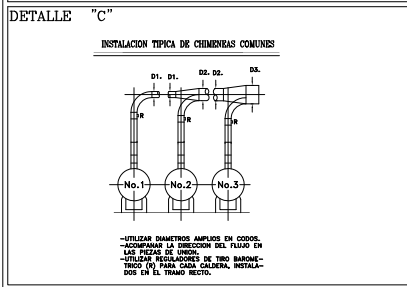 DETALLE "C"
INSTALACION TIPICA DE CHIMENEAS COMUNES
D1. D1. D2. D2. D3.
R R R
No.1 No.2 No.3
-UTILIZAR DIAMETROS AMPLIOS EN CODOS.
-ACOMPANAR LA DIRECCION DEL FLUJO EN
LAS PIEZAS DE UNION.
-UTILIZAR REGULADORES DE TIRO BAROME-
TRICO (R) PARA CADA CALDERA, INSTALA-
DOS EN EL TRAMO RECTO.